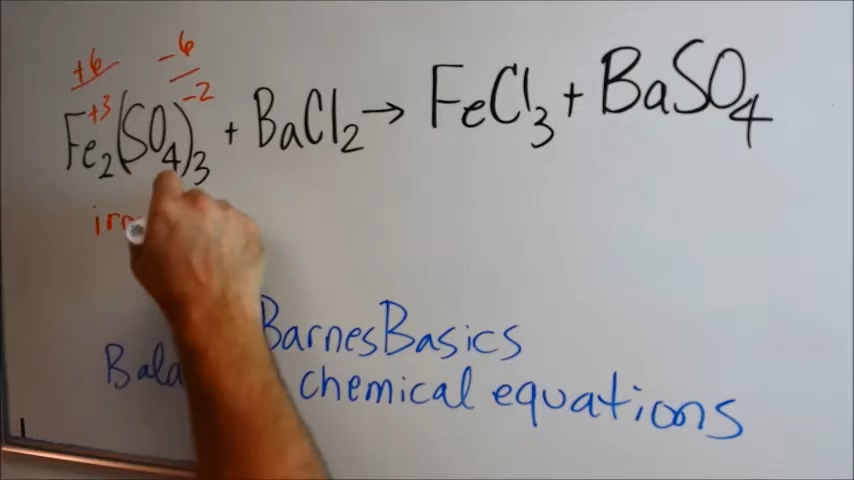 +6 -6
+3 -2
Fe2(SO4)3 + BaCl2 → FeCl3 + BaSO4
BarnesBasics
chemical equations